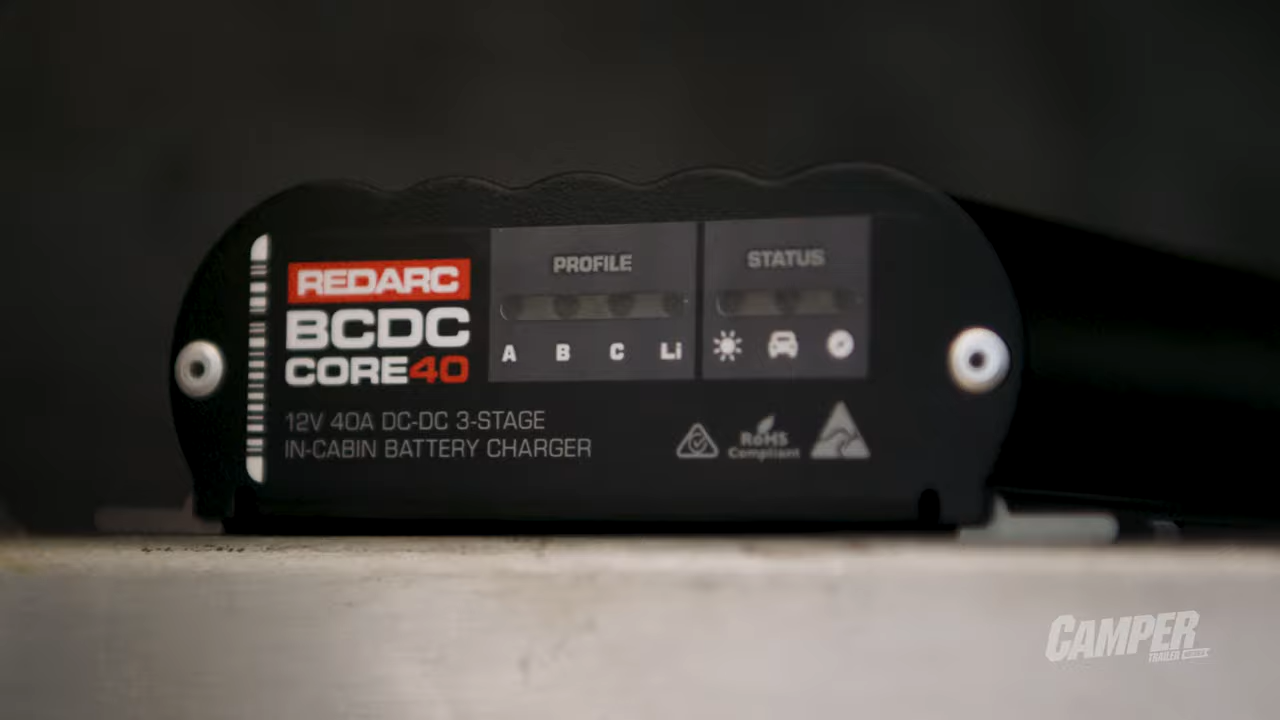 REDARC
BCDC
CORE40
12V 40A DC-DC 3-STAGE
IN-CABIN BATTERY CHARGER
PROFILE
A B C Li
STATUS
RoHS
Compliant
CAMPER
TRAILER